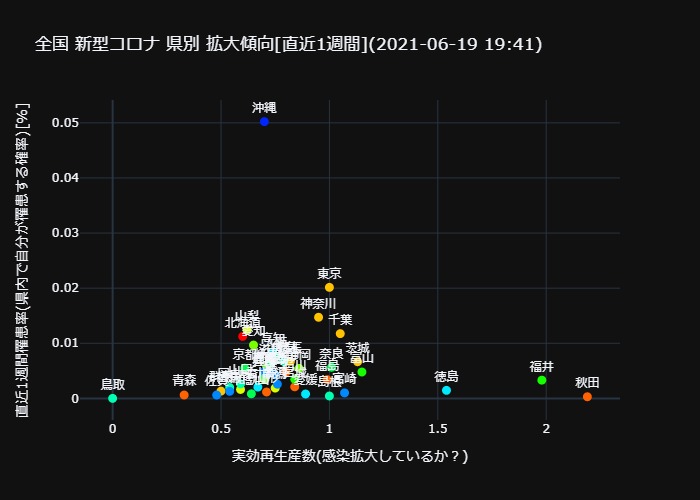 全国 新型コロナ 県別 拡大傾向[直近1週間](2021-06-19 19:41)
直近1週間罹患率(県内で自分が罹患する確率)[%]
0.05
0.04
0.03
0.02
0.01
0
沖縄
東京
神奈川
千葉
山梨
北海道
愛知
茨城
奈良
富山
福島
京都
鳥取
青森
佐賀
愛媛
島根
宮崎
徳島
福井
秋田
0
0.5
1
1.5
2
実効再生産数(感染拡大しているか？)